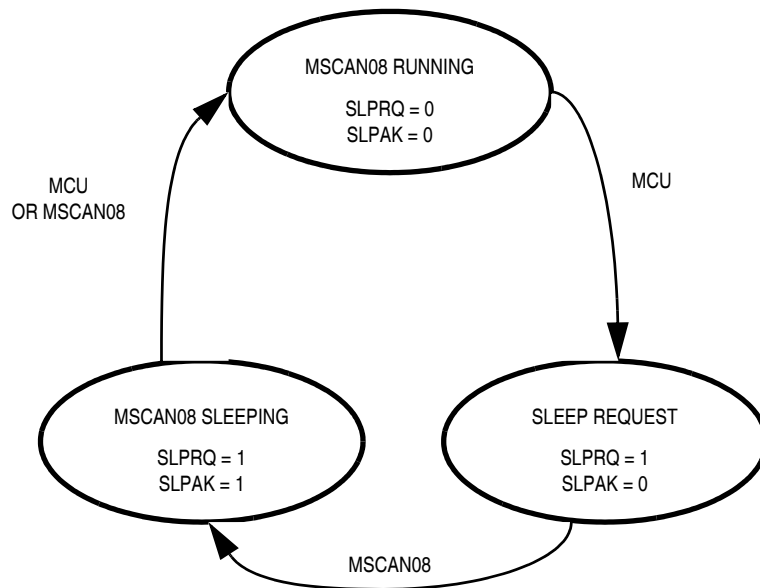 MSCAN08 RUNNING
SLPRQ = 0
SLPAK = 0
MCU
OR MSCAN08
MCU
MSCAN08 SLEEPING
SLPRQ = 1
SLPAK = 1
SLEEP REQUEST
SLPRQ = 1
SLPAK = 0
MSCAN08